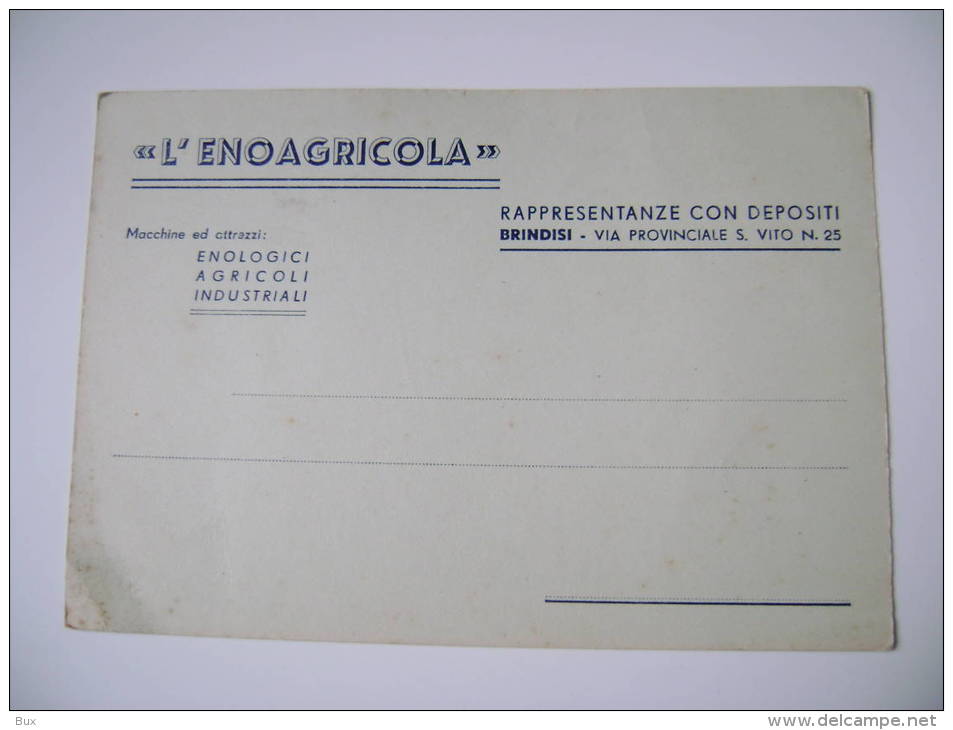 «L'ENOAGRICOLA»
RAPPRESENTANZE CON DEPOSITI
BRINDISI - VIA PROVINCIALE S. VITO N. 25
Macchine ed attrezzi:
ENOLOGICI
AGRICOLI
INDUSTRIALI
Bux
www.delcampe.net